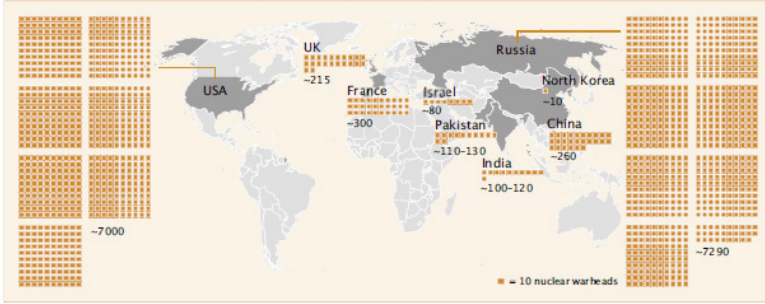 UK
~215
Russia
USA
North Korea
~10
France
~300
Israel
~80
China
~260
Pakistan
~110–130
India
~100–120
~7000
~7290
= 10 nuclear warheads